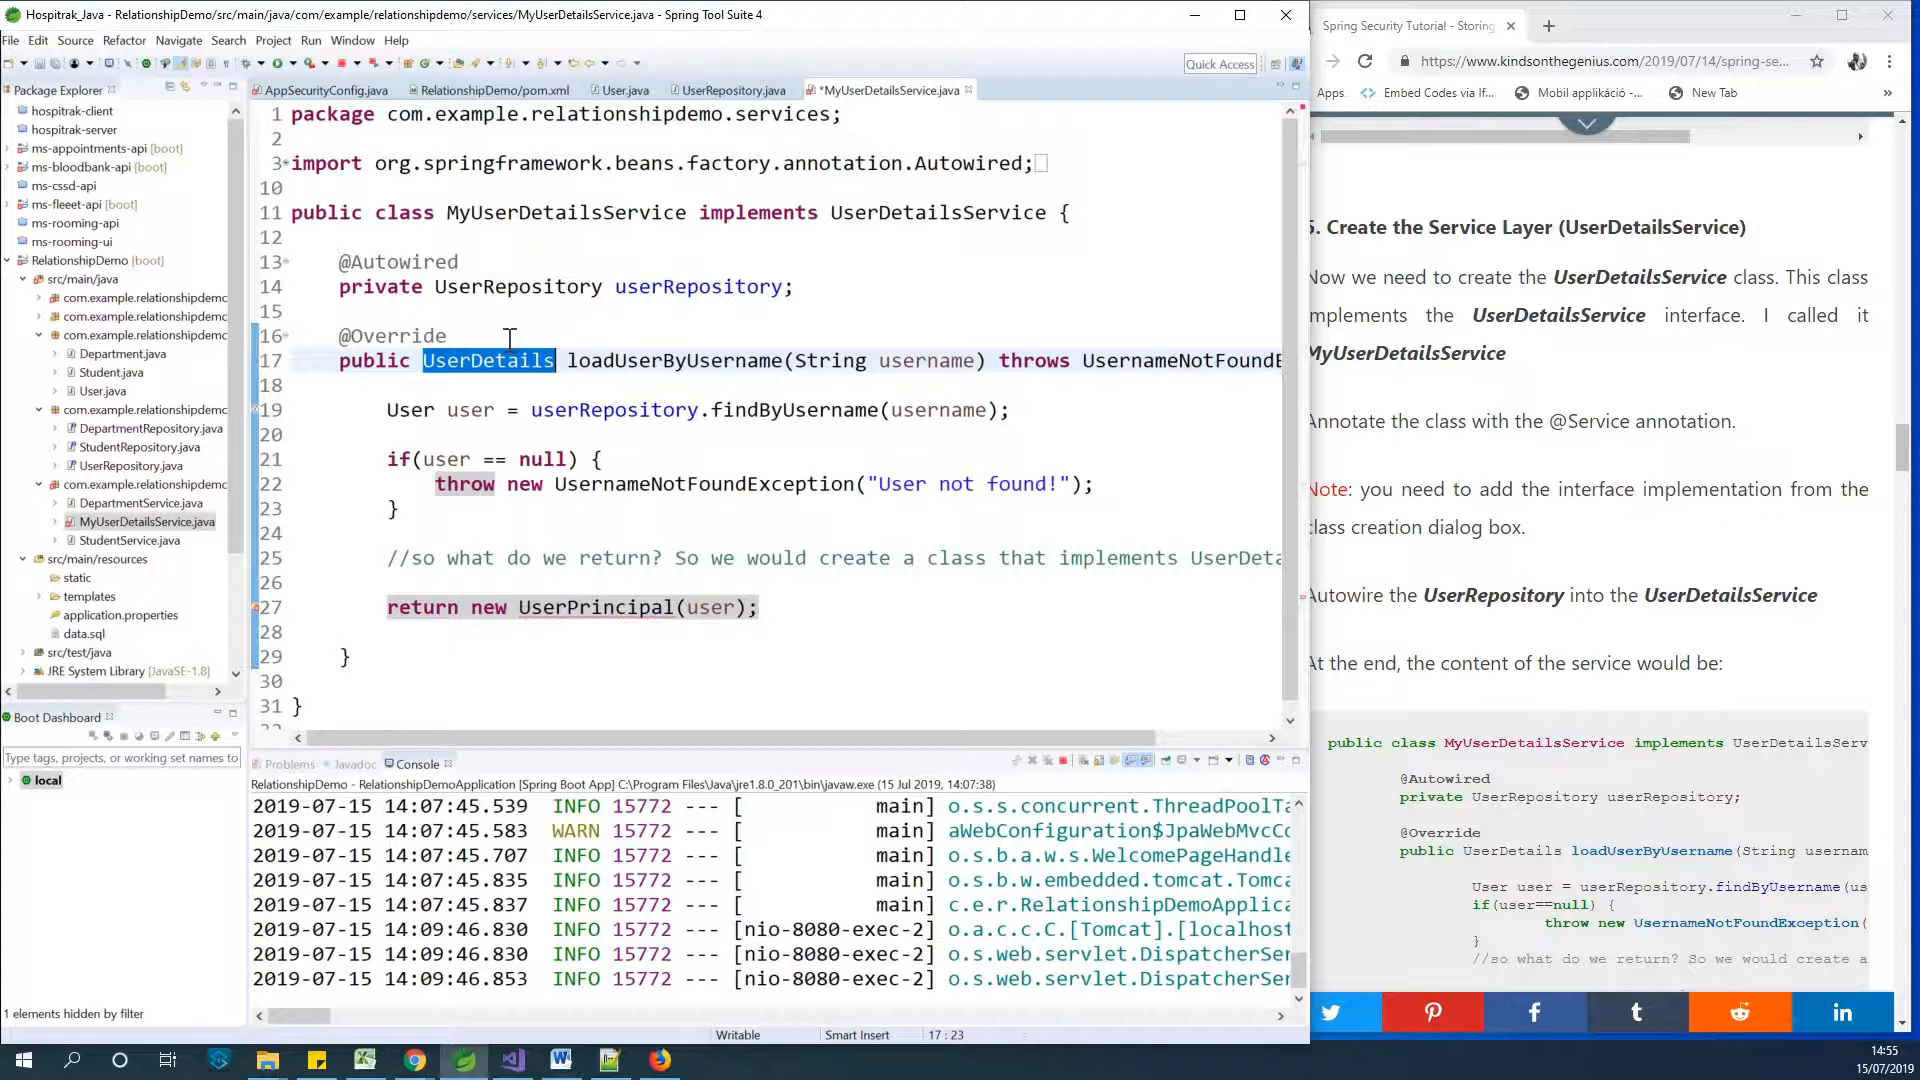 Hospitrak_Java - RelationshipDemo/src/main/java/com/example/relationshipdemo/services/MyUserDetailsService.java - Spring Tool Suite 4
File Edit Source Refactor Navigate Search Project Run Window Help
Quick Access
Package Explorer
hospitrak-client
hospitrak-server
ms-appointments-api [boot]
ms-bloodbank-api [boot]
ms-cssd-api
ms-fleeet-api [boot]
ms-rooming-api
ms-rooming-ui
RelationshipDemo [boot]
src/main/java
com.example.relationshipdemo
com.example.relationshipdemo
com.example.relationshipdemo
Department.java
Student.java
User.java
com.example.relationshipdemo
DepartmentRepository.java
StudentRepository.java
UserRepository.java
com.example.relationshipdemo
DepartmentService.java
MyUserDetailsService.java
StudentService.java
src/main/resources
static
templates
application.properties
data.sql
src/test/java
JRE System Library [JavaSE-1.8]
Boot Dashboard
Type tags, projects, or working set names to
local
1 elements hidden by filter
AppSecurityConfig.java RelationshipDemo/pom.xml User.java UserRepository.java *MyUserDetailsService.java
1 package com.example.relationshipdemo.services;
2
3 import org.springframework.beans.factory.annotation.Autowired;
10
11 public class MyUserDetailsService implements UserDetailsService {
12
13 @Autowired
14 private UserRepository userRepository;
15
16 @Override
17 public UserDetails loadUserByUsername(String username) throws UsernameNotFoundE
18
19 User user = userRepository.findByUsername(username);
20
21 if(user == null) {
22 throw new UsernameNotFoundException("User not found!");
23 }
24
25 //so what do we return? So we would create a class that implements UserDeta
26
27 return new UserPrincipal(user);
28
29 }
30
31 }
Problems Javadoc Console
RelationshipDemo - RelationshipDemoApplication [Spring Boot App] C:\Program Files\Java\jre1.8.0_201\bin\javaw.exe (15 Jul 2019, 14:07:38)
2019-07-15 14:07:45.539 INFO 15772 --- [ main] o.s.s.concurrent.ThreadPoolTa
2019-07-15 14:07:45.583 WARN 15772 --- [ main] aWebConfiguration$JpaWebMvcCo
2019-07-15 14:07:45.707 INFO 15772 --- [ main] o.s.b.a.w.s.WelcomePageHandle
2019-07-15 14:07:45.835 INFO 15772 --- [ main] o.s.b.w.embedded.tomcat.Tomca
2019-07-15 14:07:45.837 INFO 15772 --- [ main] c.e.r.RelationshipDemoApplica
2019-07-15 14:09:46.830 INFO 15772 --- [nio-8080-exec-2] o.a.c.c.C.[Tomcat].[localhost
2019-07-15 14:09:46.830 INFO 15772 --- [nio-8080-exec-2] o.s.web.servlet.DispatcherSer
2019-07-15 14:09:46.853 INFO 15772 --- [nio-8080-exec-2] o.s.web.servlet.DispatcherSer
Writable Smart Insert 17 : 23
Spring Security Tutorial - Storing
https://www.kindsonthegenius.com/2019/07/14/spring-se...
Apps Embed Codes via If... Mobil applikáció -... New Tab »
5. Create the Service Layer (UserDetailsService)
Now we need to create the UserDetailsService class. This class
implements the UserDetailsService interface. I called it
MyUserDetailsService
Annotate the class with the @Service annotation.
Note: you need to add the interface implementation from the
class creation dialog box.
Autowire the UserRepository into the UserDetailsService
At the end, the content of the service would be:
public class MyUserDetailsService implements UserDetailsServ
@Autowired
private UserRepository userRepository;
@Override
public UserDetails loadUserByUsername(String usernam
User user = userRepository.findByUsername(us
if(user==null) {
throw new UsernameNotFoundException(
}
//so what do we return? So we would create a
14:55
15/07/2019